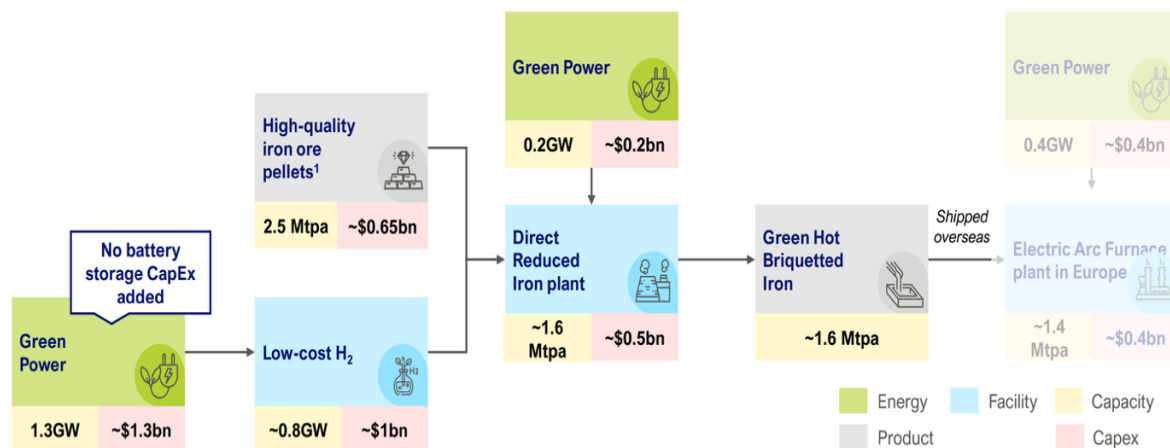 No battery
storage CapEx
added
Green
Power
1.3GW
~$1.3bn
High-quality
iron ore
pellets¹
2.5 Mtpa
~$0.65bn
Low-cost H₂
H2
~0.8GW
~$1bn
Green Power
0.2GW
~$0.2bn
Direct
Reduced
Iron plant
~1.6
Mtpa
~$0.5bn
Green Hot
Briquetted
Iron
~1.6 Mtpa
Shipped
overseas
Green Power
0.4GW
~$0.4bn
Electric Arc Furnace
plant in Europe
~1.4
Mtpa
~$0.4bn
Energy
Facility
Capacity
Product
Capex